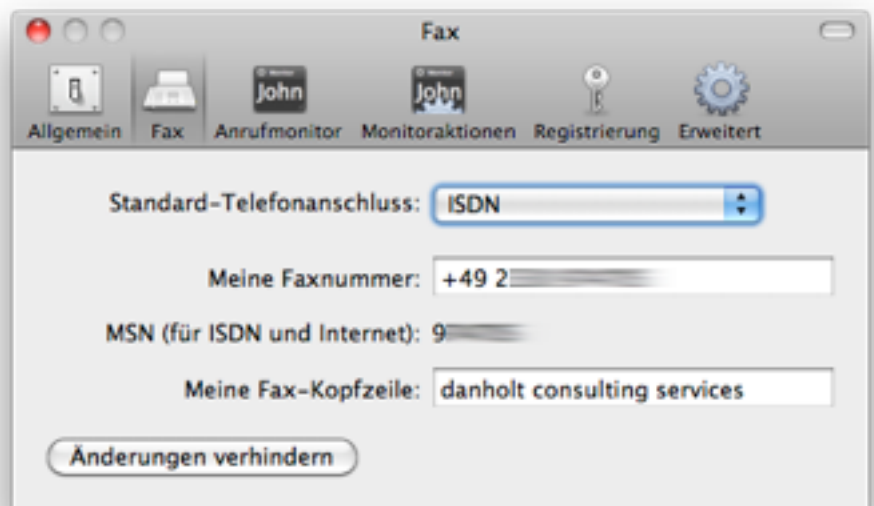 Fax
John John
Allgemein Fax Anrufmonitor Monitoraktionen Registrierung Erweitert
Standard-Telefonanschluss: ISDN
Meine Faxnummer: +49 2
MSN (für ISDN und Internet): 9
Meine Fax-Kopfzeile: danholt consulting services
Änderungen verhindern